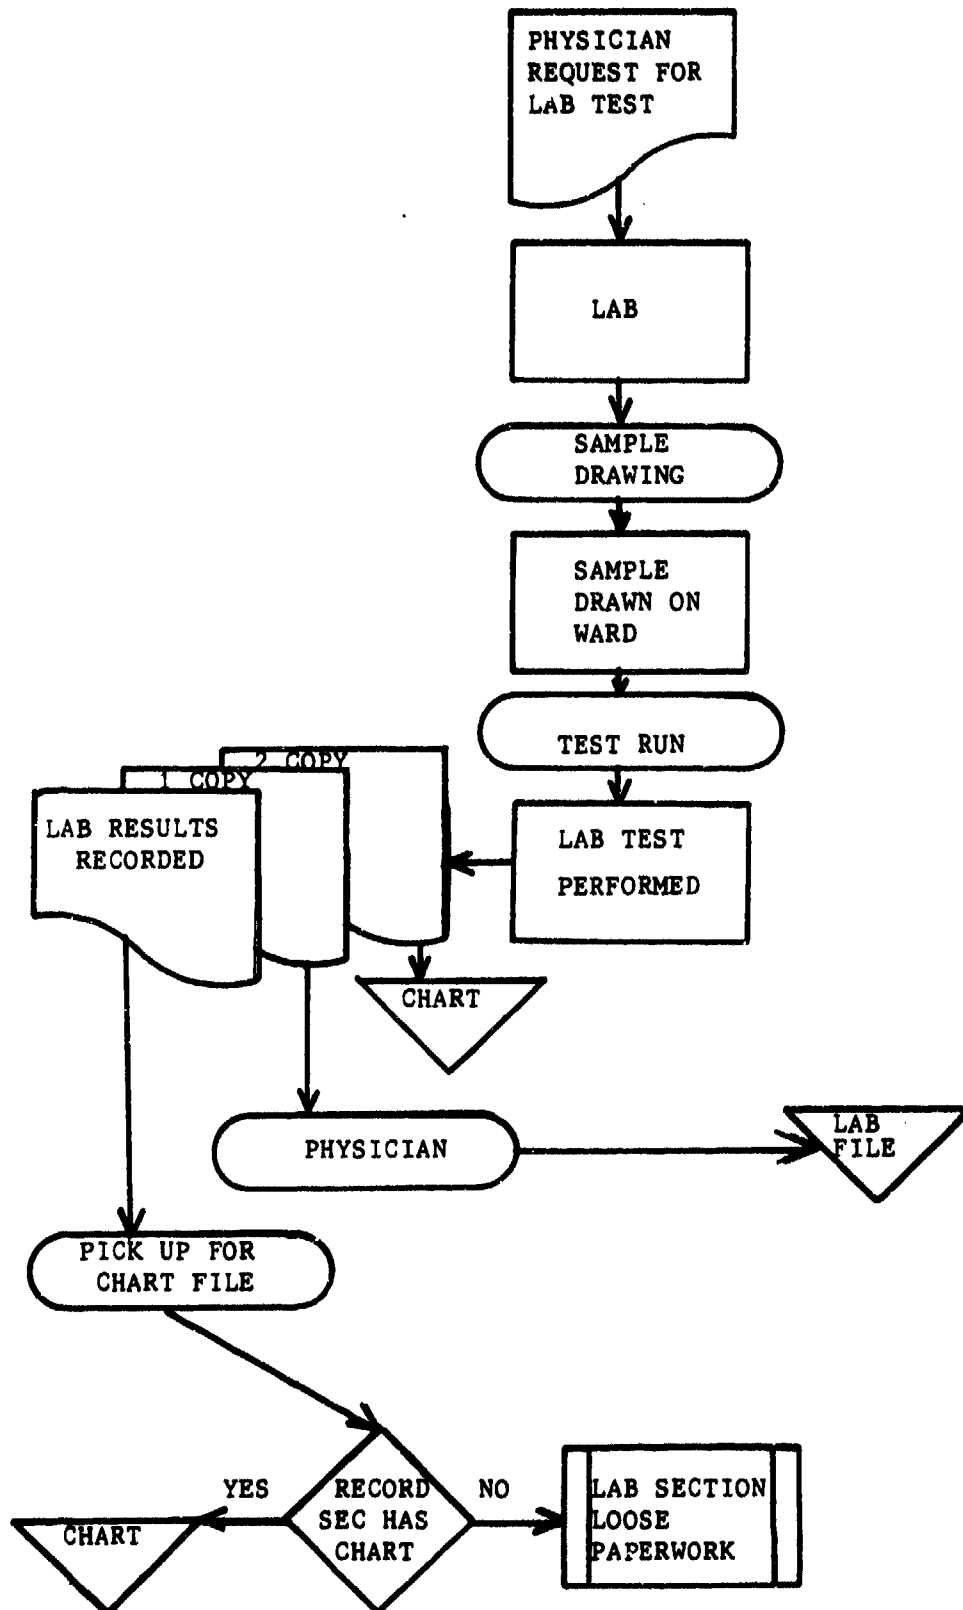 PHYSICIAN
REQUEST FOR
LAB TEST
LAB
SAMPLE
DRAWING
SAMPLE
DRAWN ON
WARD
TEST RUN
2 COPY
1 COPY
LAB RESULTS
RECORDED
LAB TEST
PERFORMED
CHART
PHYSICIAN
LAB
FILE
PICK UP FOR
CHART FILE
YES
RECORD
SEC HAS
CHART
NO
CHART
LAB SECTION
LOOSE
PAPERWORK